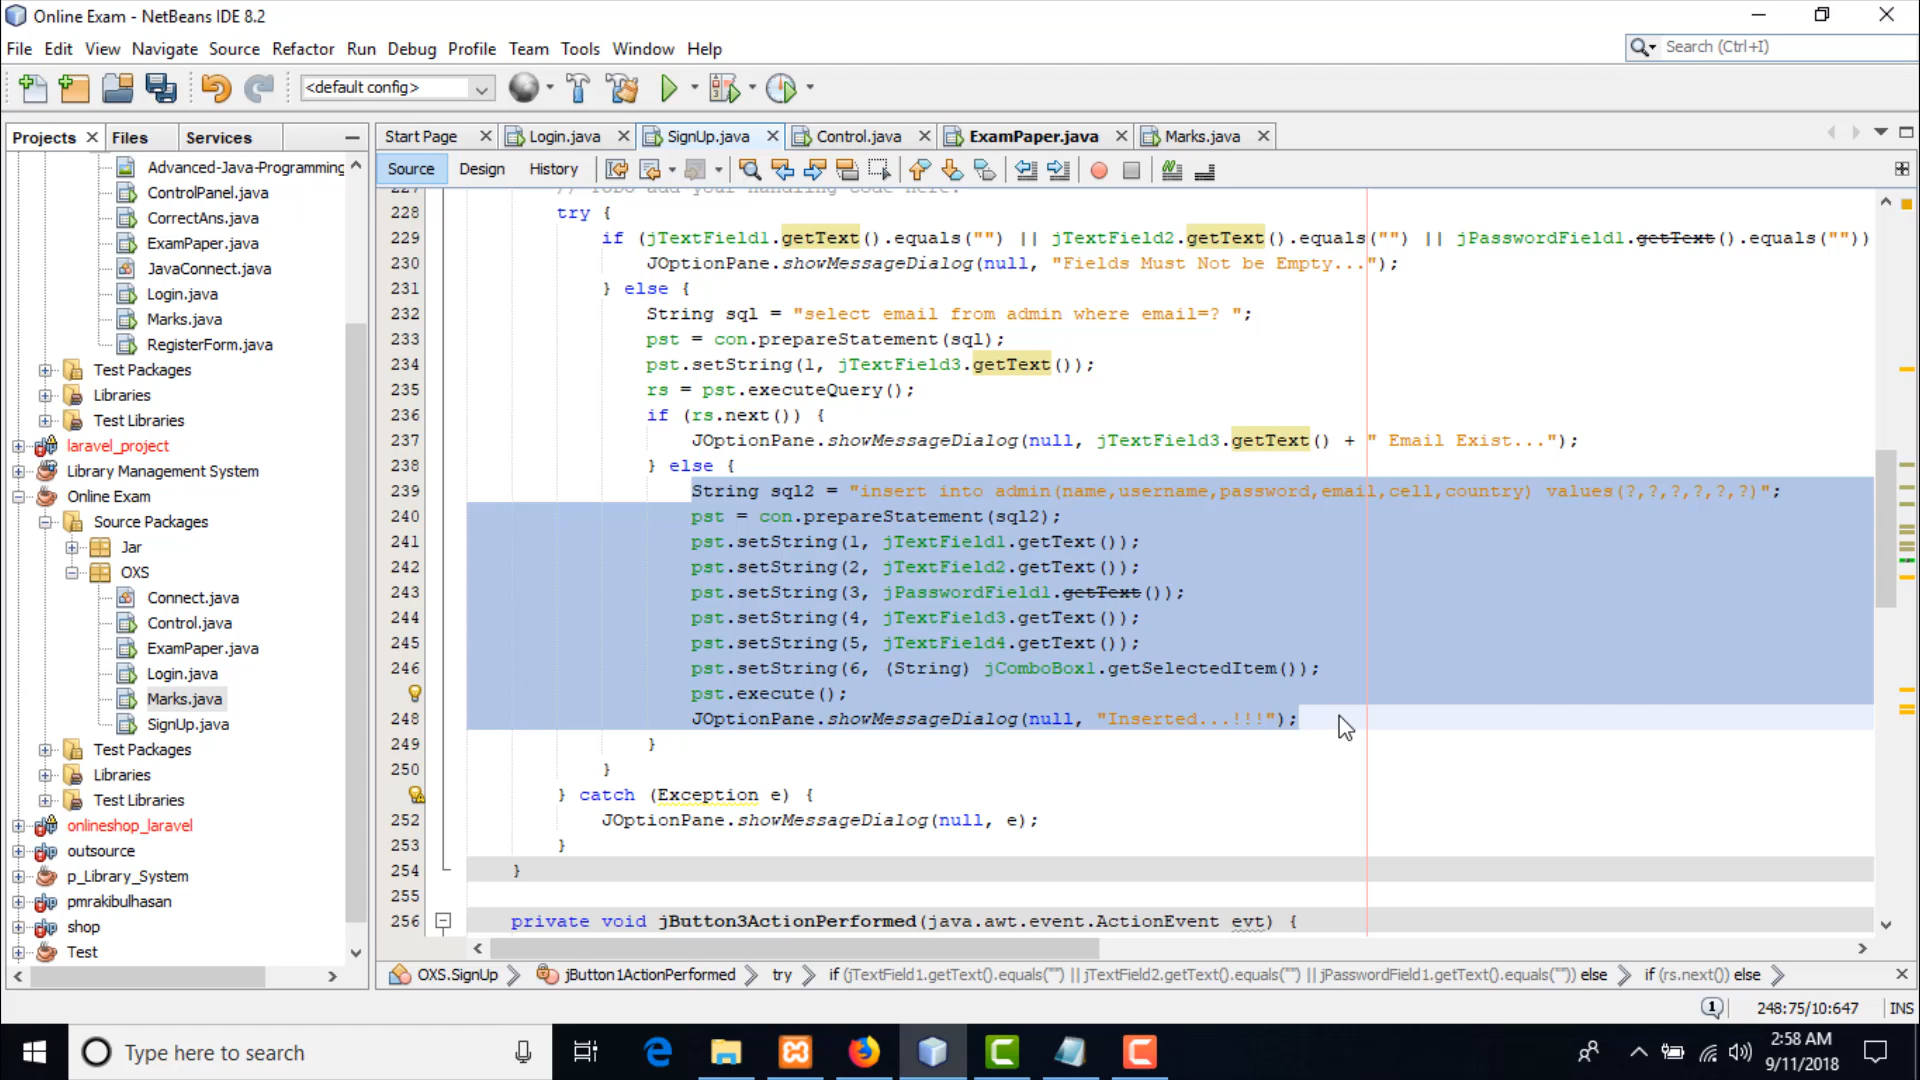 Online Exam - NetBeans IDE 8.2
File Edit View Navigate Source Refactor Run Debug Profile Team Tools Window Help
Search (Ctrl+I)
<default config>
Projects Files Services
Start Page Login.java SignUp.java Control.java ExamPaper.java Marks.java
Source Design History
Advanced-Java-Programming
ControlPanel.java
CorrectAns.java
ExamPaper.java
JavaConnect.java
Login.java
Marks.java
RegisterForm.java
Test Packages
Libraries
Test Libraries
laravel_project
Library Management System
Online Exam
Source Packages
Jar
OXS
Connect.java
Control.java
ExamPaper.java
Login.java
Marks.java
SignUp.java
Test Packages
Libraries
Test Libraries
onlineshop_laravel
outsource
p_Library_System
pmrakibulhasan
shop
Test
227 // TODO add your handling code here:
228 try {
229 if (jTextField1.getText().equals("") || jTextField2.getText().equals("") || jPasswordField1.getText().equals(""))
230 JOptionPane.showMessageDialog(null, "Fields Must Not be Empty...");
231 } else {
232 String sql = "select email from admin where email=? ";
233 pst = con.prepareStatement(sql);
234 pst.setString(1, jTextField3.getText());
235 rs = pst.executeQuery();
236 if (rs.next()) {
237 JOptionPane.showMessageDialog(null, jTextField3.getText() + " Email Exist...");
238 } else {
239 String sql2 = "insert into admin(name,username,password,email,cell,country) values(?,?,?,?,?,?)";
240 pst = con.prepareStatement(sql2);
241 pst.setString(1, jTextField1.getText());
242 pst.setString(2, jTextField2.getText());
243 pst.setString(3, jPasswordField1.getText());
244 pst.setString(4, jTextField3.getText());
245 pst.setString(5, jTextField4.getText());
246 pst.setString(6, (String) jComboBox1.getSelectedItem());
pst.execute();
248 JOptionPane.showMessageDialog(null, "Inserted...!!!");
249 }
250 }
} catch (Exception e) {
252 JOptionPane.showMessageDialog(null, e);
253 }
254 }
255
256 private void jButton3ActionPerformed(java.awt.event.ActionEvent evt) {
OXS.SignUp jButton1ActionPerformed try if (jTextField1.getText().equals("") || jTextField2.getText().equals("") || jPasswordField1.getText().equals("")) else if (rs.next()) else
1 248:75/10:647 INS
Type here to search
2:58 AM
9/11/2018